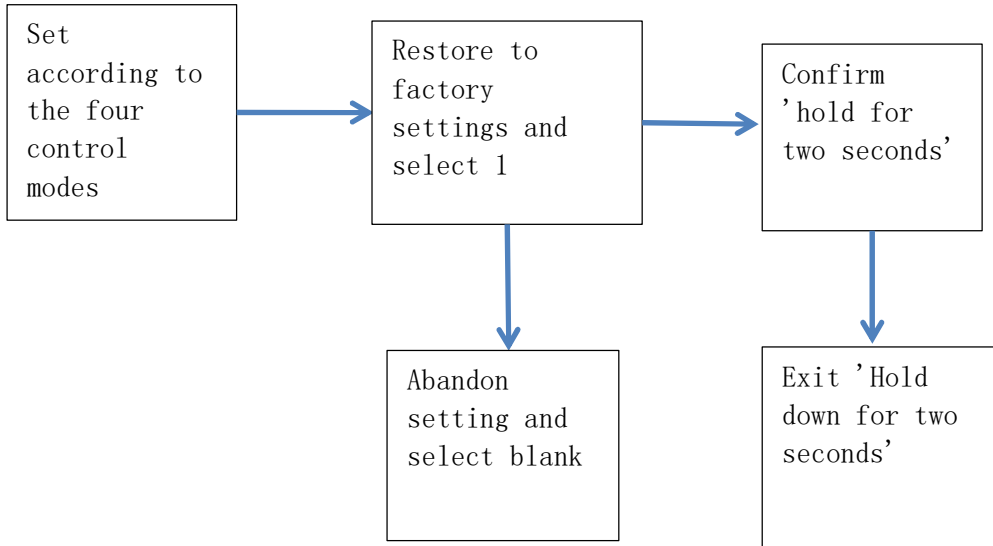 Set
according to
the four
control
modes
Restore to
factory
settings and
select 1
Confirm
'hold for
two seconds'
Abandon
setting and
select blank
Exit 'Hold
down for two
seconds'